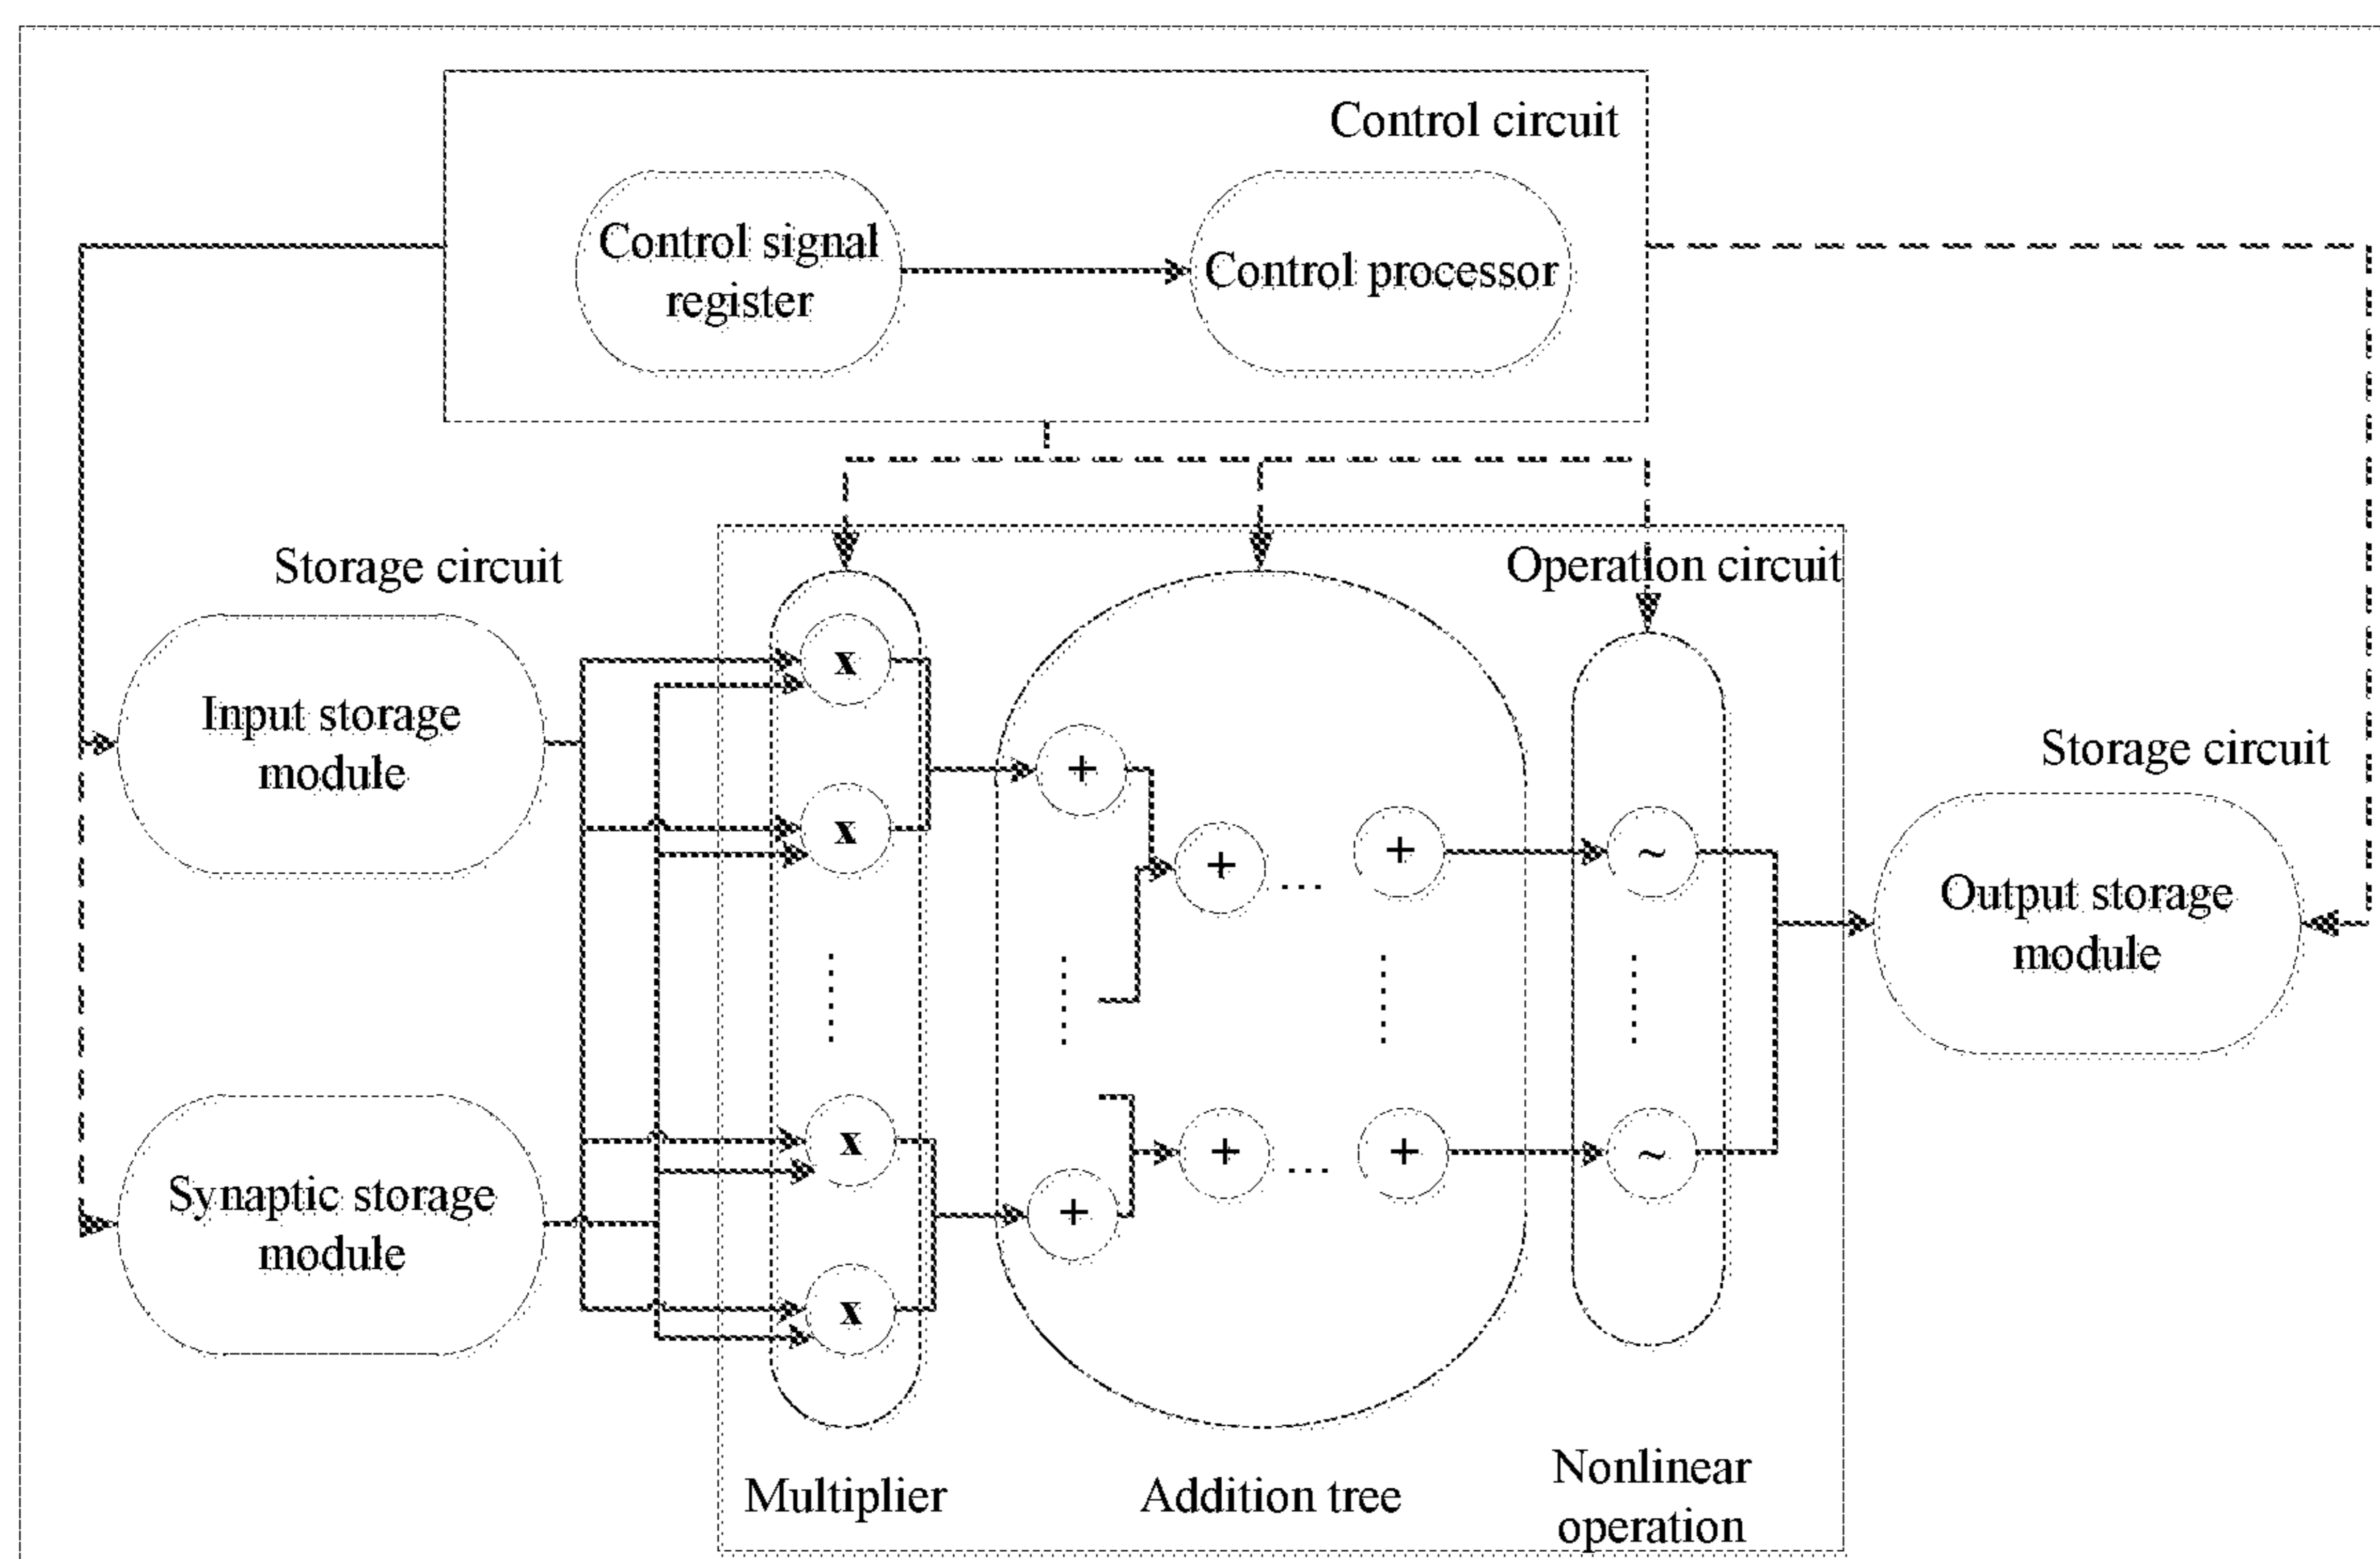 Control circuit
Control signal
register
Control processor
Storage circuit
Operation circuit
Input storage
module
x
x
+
+
...
+
~
Storage circuit
Output storage
module
Synaptic storage
module
x
x
+
+
...
+
~
Multiplier
Addition tree
Nonlinear
operation